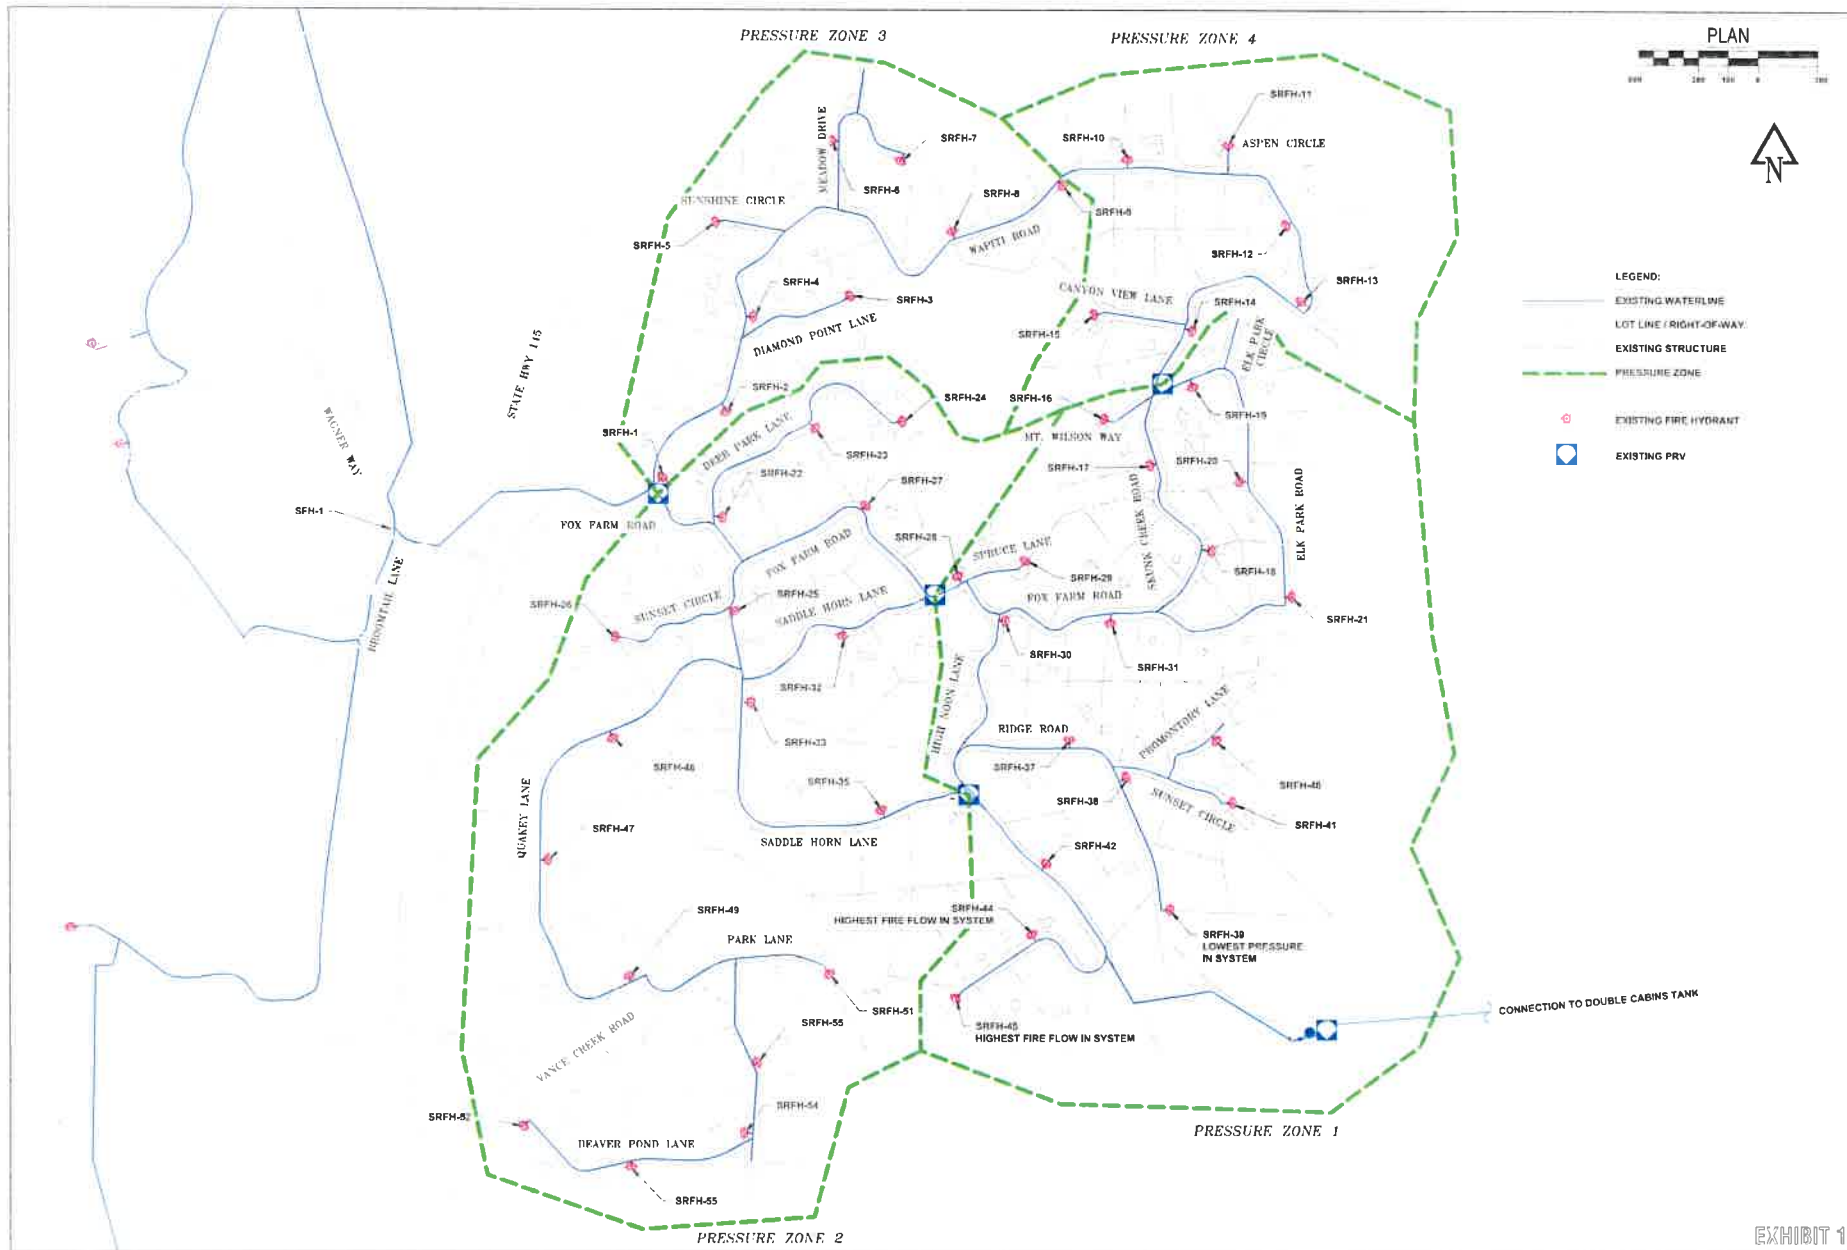 PRESSURE ZONE 3
PRESSURE ZONE 4
PLAN
N
SRFH-11
SRFH-10
ASPEN CIRCLE
SRFH-7
MEADOW DRIVE
SRFH-6
SRFH-8
SUNSHINE CIRCLE
SRFH-9
WAPITI ROAD
SRFH-5
SRFH-12
SRFH-13
SRFH-4
SRFH-3
CANYON VIEW LANE
SRFH-14
SRFH-15
DIAMOND POINT LANE
ELK PARK
CIRCLE
LEGEND:
EXISTING WATERLINE
LOT LINE / RIGHT-OF-WAY
EXISTING STRUCTURE
PRESSURE ZONE
EXISTING FIRE HYDRANT
EXISTING PRV
STATE HWY 145
SRFH-2
SRFH-24
SRFH-16
SRFH-19
SRFH-1
DEER PARK LANE
MT. WILSON WAY
WAGNER WAY
SRFH-23
SRFH-22
SRFH-17
SRFH-20
SRFH-27
SKUNK CREEK ROAD
ELK PARK ROAD
SFH-1
FOX FARM ROAD
FOX FARM ROAD
SRFH-28
SPRUCE LANE
SRFH-29
SRFH-18
BROOMTAIL LANE
SRFH-26
SUNSET CIRCLE
SRFH-25
SADDLE HORN LANE
FOX FARM ROAD
SRFH-21
SRFH-30
SRFH-31
SRFH-32
HIGH NOON LANE
SRFH-33
RIDGE ROAD
PROMONTORY LANE
SRFH-46
SRFH-37
SRFH-35
SRFH-40
SRFH-38
SUNSET CIRCLE
SRFH-41
QUAKEY LANE
SRFH-47
SADDLE HORN LANE
SRFH-42
SRFH-49
SRFH-44
HIGHEST FIRE FLOW IN SYSTEM
PARK LANE
SRFH-39
LOWEST PRESSURE
IN SYSTEM
SRFH-51
CONNECTION TO DOUBLE CABINS TANK
SRFH-45
HIGHEST FIRE FLOW IN SYSTEM
VANCE CREEK ROAD
SRFH-55
SRFH-52
SRFH-54
BEAVER POND LANE
PRESSURE ZONE 1
SRFH-55
PRESSURE ZONE 2
EXHIBIT 1